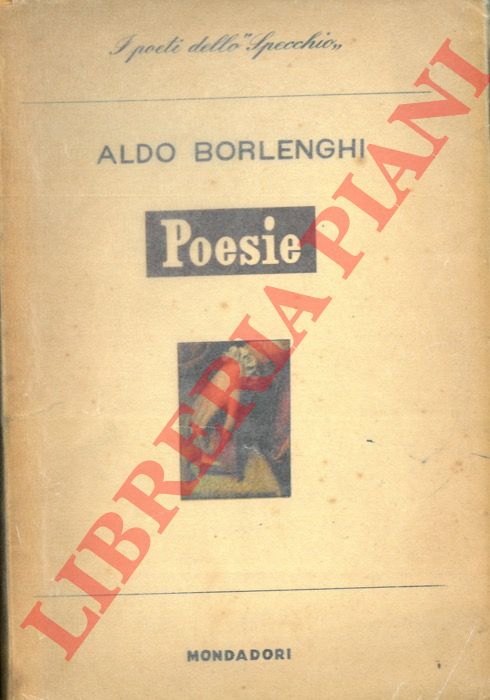 I poeti dello "Specchio„
ALDO BORLENGHI
Poesie
LIBRERIA PIANI
MONDADORI